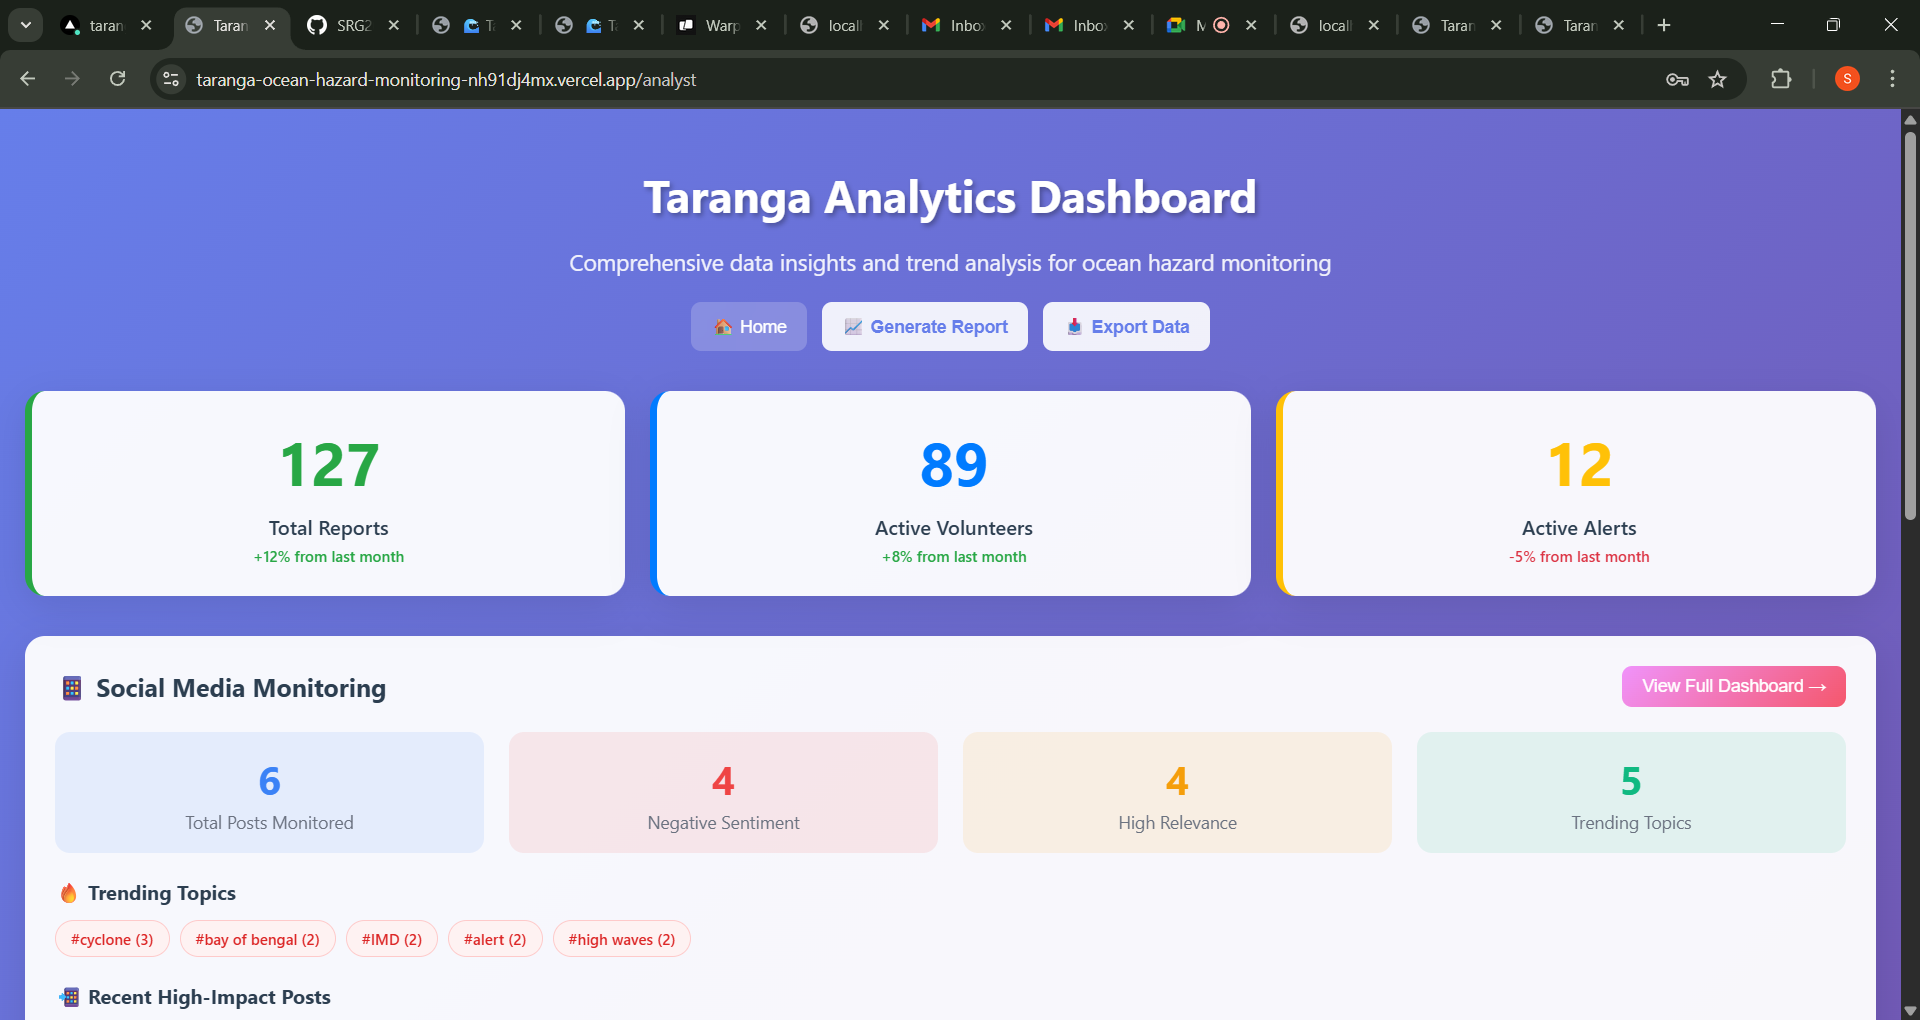 taran
Taran
SRG2
Ta
Ta
Warp
locall
Inbox
Inbox
M
locall
Taran
Taran
taranga-ocean-hazard-monitoring-nh91dj4mx.vercel.app/analyst
S
Taranga Analytics Dashboard
Comprehensive data insights and trend analysis for ocean hazard monitoring
Home
Generate Report
Export Data
127
Total Reports
+12% from last month
89
Active Volunteers
+8% from last month
12
Active Alerts
-5% from last month
Social Media Monitoring
View Full Dashboard →
6
Total Posts Monitored
4
Negative Sentiment
4
High Relevance
5
Trending Topics
Trending Topics
#cyclone (3)
#bay of bengal (2)
#IMD (2)
#alert (2)
#high waves (2)
Recent High-Impact Posts